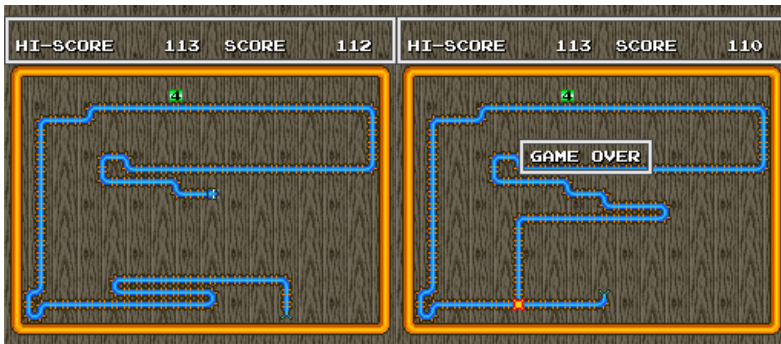 HI-SCORE 113 SCORE 112
4
HI-SCORE 113 SCORE 110
4
GAME OVER